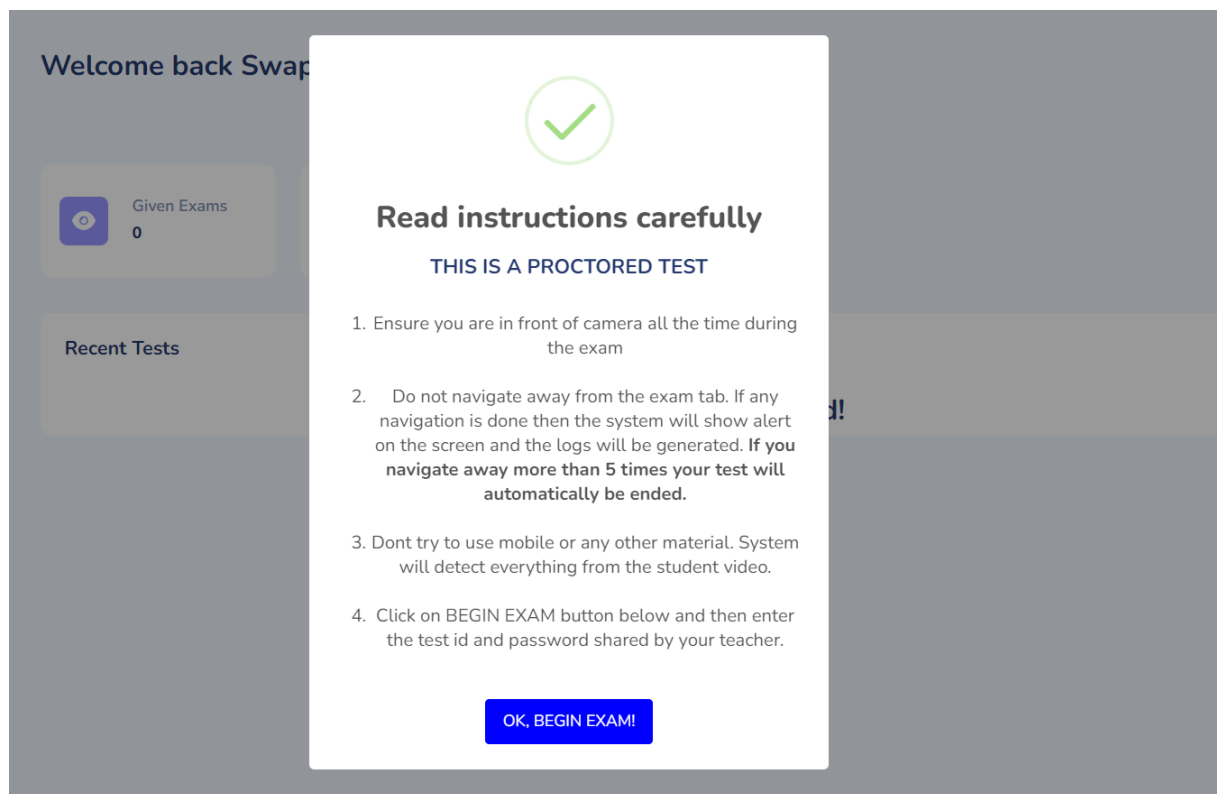 Welcome back Swap
Given Exams
0
Recent Tests
Read instructions carefully
THIS IS A PROCTORED TEST
1. Ensure you are in front of camera all the time during
the exam
2. Do not navigate away from the exam tab. If any
navigation is done then the system will show alert
on the screen and the logs will be generated. If you
navigate away more than 5 times your test will
automatically be ended.
3. Dont try to use mobile or any other material. System
will detect everything from the student video.
4. Click on BEGIN EXAM button below and then enter
the test id and password shared by your teacher.
OK, BEGIN EXAM!
d!